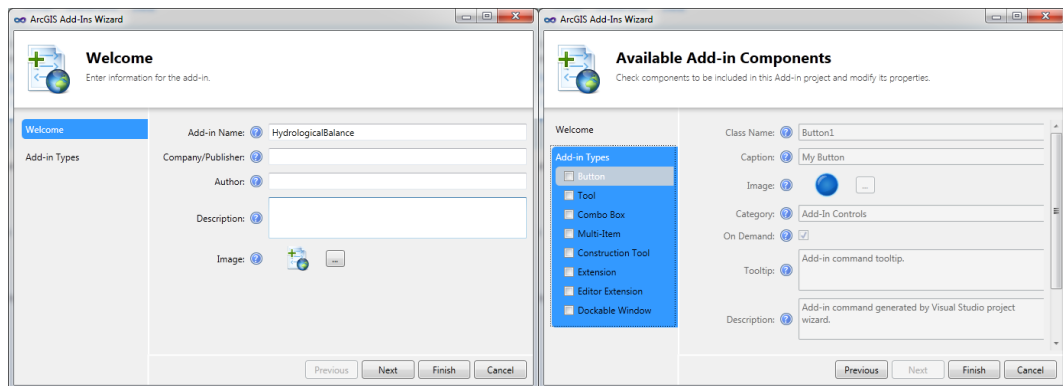 ArcGIS Add-Ins Wizard
Welcome
Enter information for the add-in.
Welcome
Add-in Types
Add-in Name: HydrologicalBalance
Company/Publisher:
Author:
Description:
Image:
...
Previous Next Finish Cancel
ArcGIS Add-Ins Wizard
Available Add-in Components
Check components to be included in this Add-in project and modify its properties.
Welcome
Add-in Types
Button
Tool
Combo Box
Multi-Item
Construction Tool
Extension
Editor Extension
Dockable Window
Class Name: Button1
Caption: My Button
Image: ...
Category: Add-In Controls
On Demand:
Tooltip: Add-in command tooltip.
Description: Add-in command generated by Visual Studio project
wizard.
Previous Next Finish Cancel